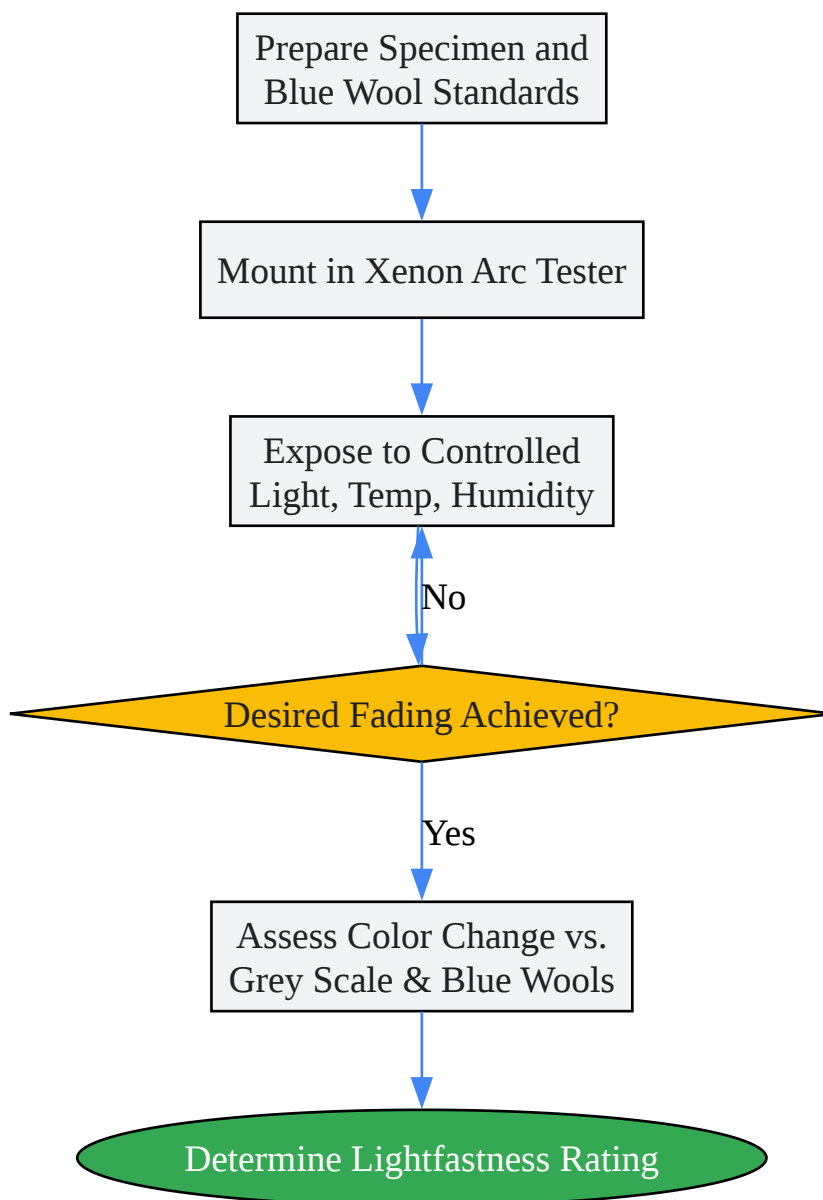 Prepare Specimen and
Blue Wool Standards
Mount in Xenon Arc Tester
Expose to Controlled
Light, Temp, Humidity
No
Desired Fading Achieved?
Yes
Assess Color Change vs.
Grey Scale & Blue Wools
Determine Lightfastness Rating